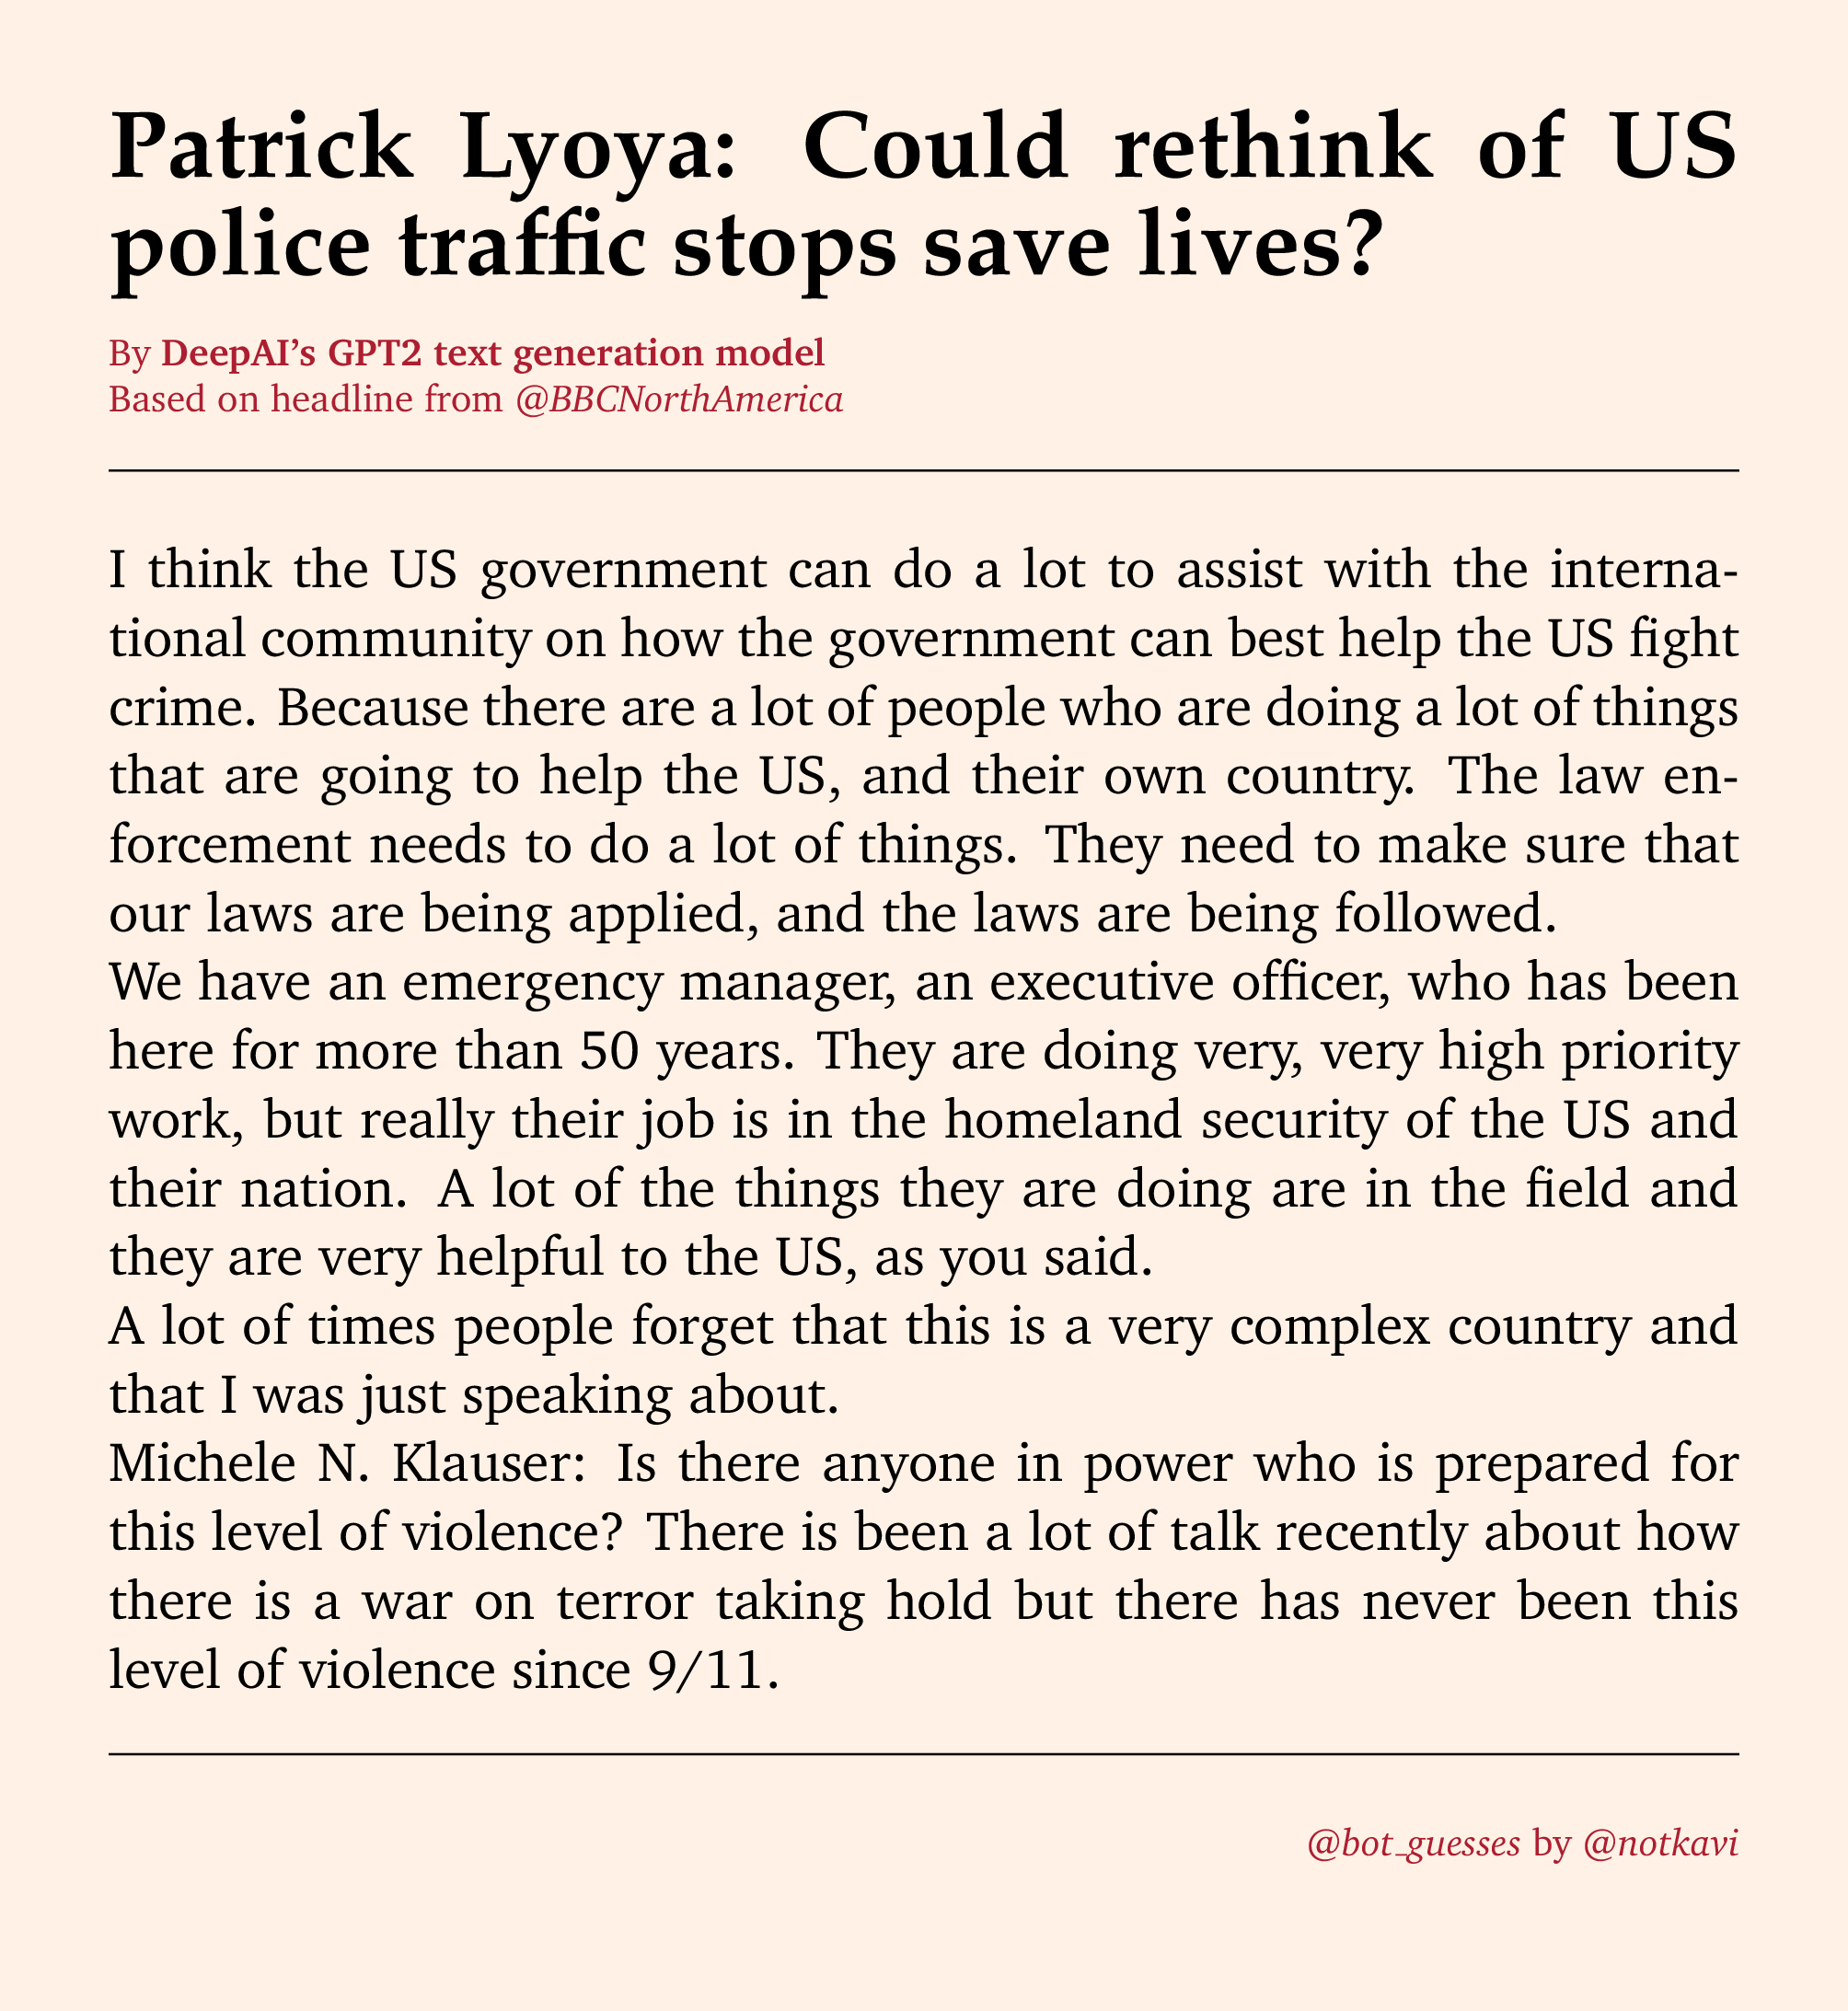 Patrick Lyoya: Could rethink of US
police traffic stops save lives?
By DeepAI's GPT2 text generation model
Based on headline from @BBCNorthAmerica
I think the US government can do a lot to assist with the interna-
tional community on how the government can best help the US fight
crime. Because there are a lot of people who are doing a lot of things
that are going to help the US, and their own country. The law en-
forcement needs to do a lot of things. They need to make sure that
our laws are being applied, and the laws are being followed.
We have an emergency manager, an executive officer, who has been
here for more than 50 years. They are doing very, very high priority
work, but really their job is in the homeland security of the US and
their nation. A lot of the things they are doing are in the field and
they are very helpful to the US, as you said.
A lot of times people forget that this is a very complex country and
that I was just speaking about.
Michele N. Klauser: Is there anyone in power who is prepared for
this level of violence? There is been a lot of talk recently about how
there is a war on terror taking hold but there has never been this
level of violence since 9/11.
@bot_guesses by @notkavi